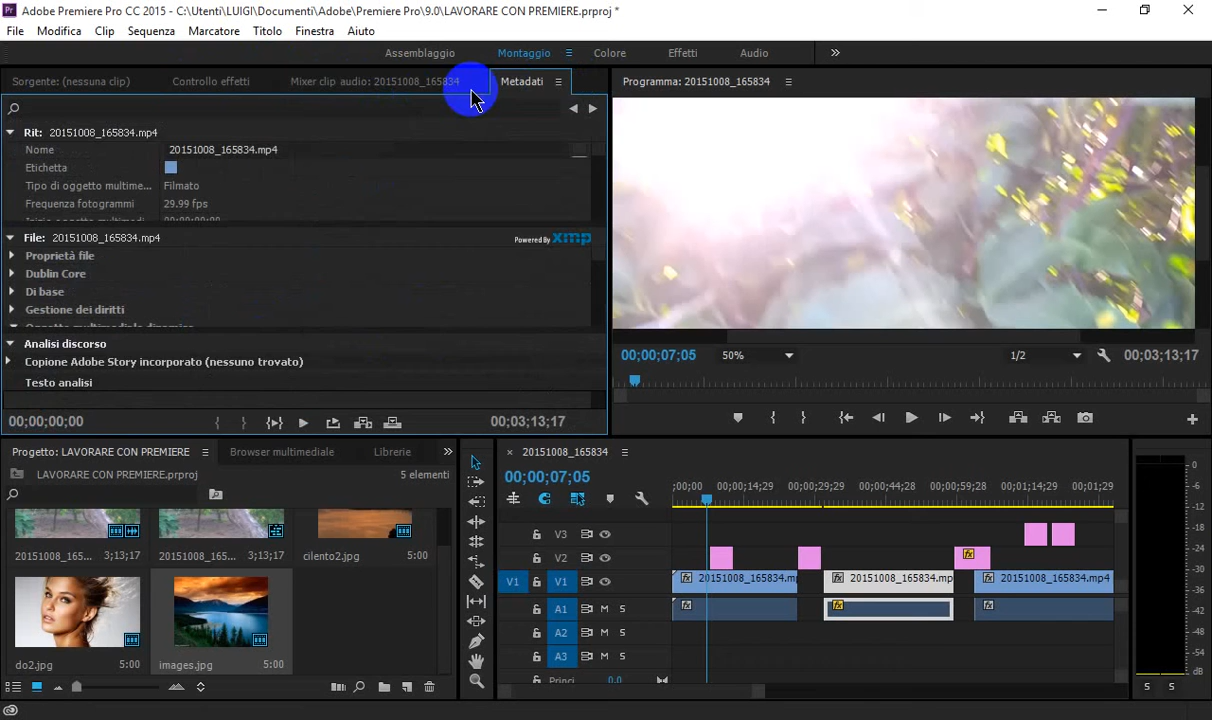 Adobe Premiere Pro CC 2015 - C:\Utenti\LUIGI\Documenti\Adobe\Premiere Pro\9.0\LAVORARE CON PREMIERE.prproj *
File Modifica Clip Sequenza Marcatore Titolo Finestra Aiuto
Assemblaggio Montaggio Colore Effetti Audio
Sorgente: (nessuna clip) Controllo effetti Mixer clip audio: 20151008_165834 Metadati
Programma: 20151008_165834
Rit: 20151008_165834.mp4
Nome 20151008_165834.mp4
Etichetta
Tipo di oggetto multime... Filmato
Frequenza fotogrammi 29.99 fps
File: 20151008_165834.mp4 Powered By xmp
Proprietà file
Dublin Core
Di base
Gestione dei diritti
Oggetto multimediale dinamico
Analisi discorso
Copione Adobe Story incorporato (nessuno trovato)
Testo analisi
00;00;00;00 00;03;13;17
00;00;07;05 50% 1/2 00;03;13;17
Progetto: LAVORARE CON PREMIERE Browser multimediale Librerie
LAVORARE CON PREMIERE.prproj 5 elementi
20151008_165... 3;13;17 20151008_165... 3;13;17 cilento2.jpg 5:00
do2.jpg 5:00 images.jpg 5:00
20151008_165834
00;00;07;05
;00;00 00;00;14;29 00;00;29;29 00;00;44;28 00;00;59;28 00;01;14;29 00;01;29
V3
V2
V1 V1 20151008_165834.mp 20151008_165834.mp 20151008_165834.mp4
A1 M S
A2 M S
A3 M S
Princi 0,0
0
-6
-12
-18
-24
-30
-36
-42
-48
-54
dB
S S